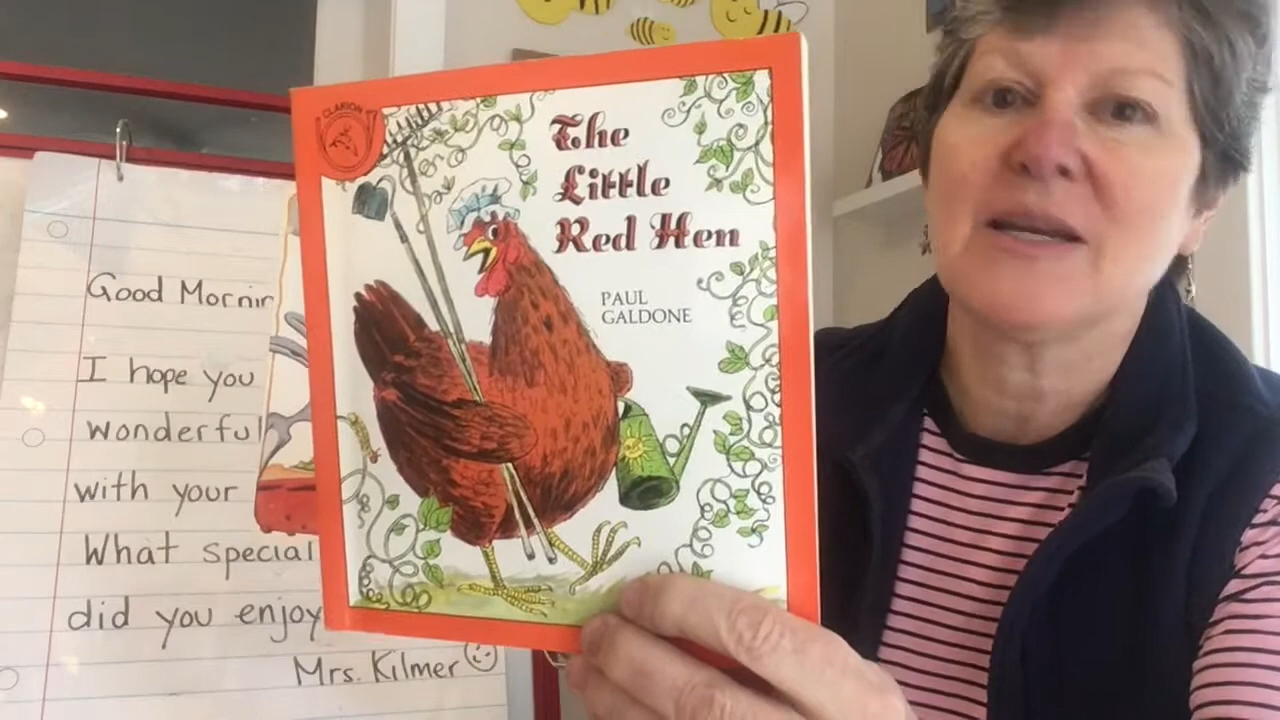 CLARION
The
Little
Red Hen
PAUL
GALDONE
Good Mornin
I hope you
wonderful
with your
What special
did you enjoy
Mrs. Kilmer